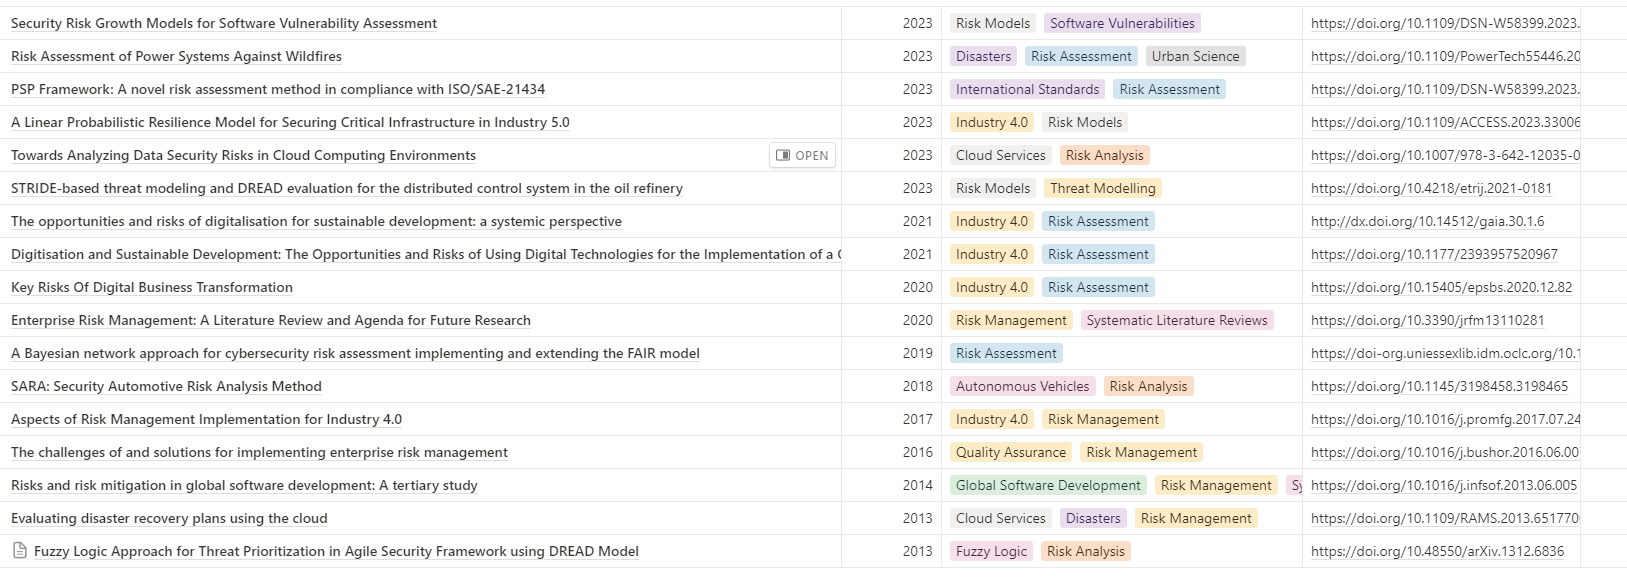 Security Risk Growth Models for Software Vulnerability Assessment 2023 Risk Models Software Vulnerabilities https://doi.org/10.1109/DSN-W58399.2023.
Risk Assessment of Power Systems Against Wildfires 2023 Disasters Risk Assessment Urban Science https://doi.org/10.1109/PowerTech55446.20
PSP Framework: A novel risk assessment method in compliance with ISO/SAE-21434 2023 International Standards Risk Assessment https://doi.org/10.1109/DSN-W58399.2023.
A Linear Probabilistic Resilience Model for Securing Critical Infrastructure in Industry 5.0 2023 Industry 4.0 Risk Models https://doi.org/10.1109/ACCESS.2023.33006
Towards Analyzing Data Security Risks in Cloud Computing Environments OPEN 2023 Cloud Services Risk Analysis https://doi.org/10.1007/978-3-642-12035-0
STRIDE-based threat modeling and DREAD evaluation for the distributed control system in the oil refinery 2023 Risk Models Threat Modelling https://doi.org/10.4218/etrij.2021-0181
The opportunities and risks of digitalisation for sustainable development: a systemic perspective 2021 Industry 4.0 Risk Assessment http://dx.doi.org/10.14512/gaia.30.1.6
Digitisation and Sustainable Development: The Opportunities and Risks of Using Digital Technologies for the Implementation of a 2021 Industry 4.0 Risk Assessment https://doi.org/10.1177/2393957520967
Key Risks Of Digital Business Transformation 2020 Industry 4.0 Risk Assessment https://doi.org/10.15405/epsbs.2020.12.82
Enterprise Risk Management: A Literature Review and Agenda for Future Research 2020 Risk Management Systematic Literature Reviews https://doi.org/10.3390/jrfm13110281
A Bayesian network approach for cybersecurity risk assessment implementing and extending the FAIR model 2019 Risk Assessment https://doi-org.uniessexlib.idm.oclc.org/10.1
SARA: Security Automotive Risk Analysis Method 2018 Autonomous Vehicles Risk Analysis https://doi.org/10.1145/3198458.3198465
Aspects of Risk Management Implementation for Industry 4.0 2017 Industry 4.0 Risk Management https://doi.org/10.1016/j.promfg.2017.07.24
The challenges of and solutions for implementing enterprise risk management 2016 Quality Assurance Risk Management https://doi.org/10.1016/j.bushor.2016.06.00
Risks and risk mitigation in global software development: A tertiary study 2014 Global Software Development Risk Management Sy https://doi.org/10.1016/j.infsof.2013.06.005
Evaluating disaster recovery plans using the cloud 2013 Cloud Services Disasters Risk Management https://doi.org/10.1109/RAMS.2013.651770
Fuzzy Logic Approach for Threat Prioritization in Agile Security Framework using DREAD Model 2013 Fuzzy Logic Risk Analysis https://doi.org/10.48550/arXiv.1312.6836